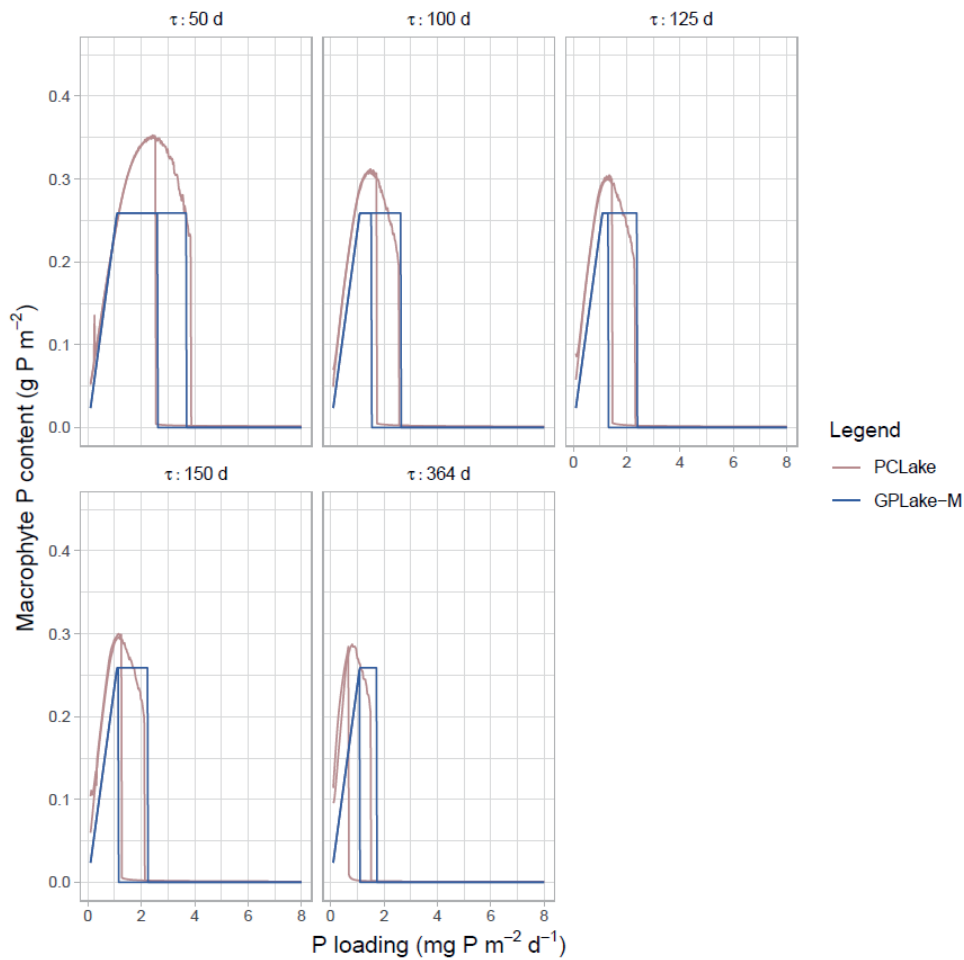 τ : 50 d
τ : 100 d
τ : 125 d
0.4
0.3
0.2
0.1
0.0
0 2 4 6 8
τ : 150 d
τ : 364 d
0.4
0.3
0.2
0.1
0.0
0 2 4 6 8
0 2 4 6 8
Macrophyte P content (g P m⁻²)
P loading (mg P m⁻² d⁻¹)
Legend
PCLake
GPLake−M